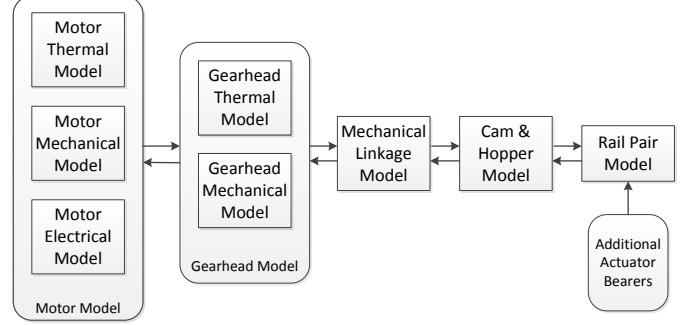 Motor
Thermal
Model
Motor
Mechanical
Model
Motor
Electrical
Model
Motor Model
Gearhead
Thermal
Model
Gearhead
Mechanical
Model
Gearhead Model
Mechanical
Linkage
Model
Cam &
Hopper
Model
Rail Pair
Model
Additional
Actuator
Bearers